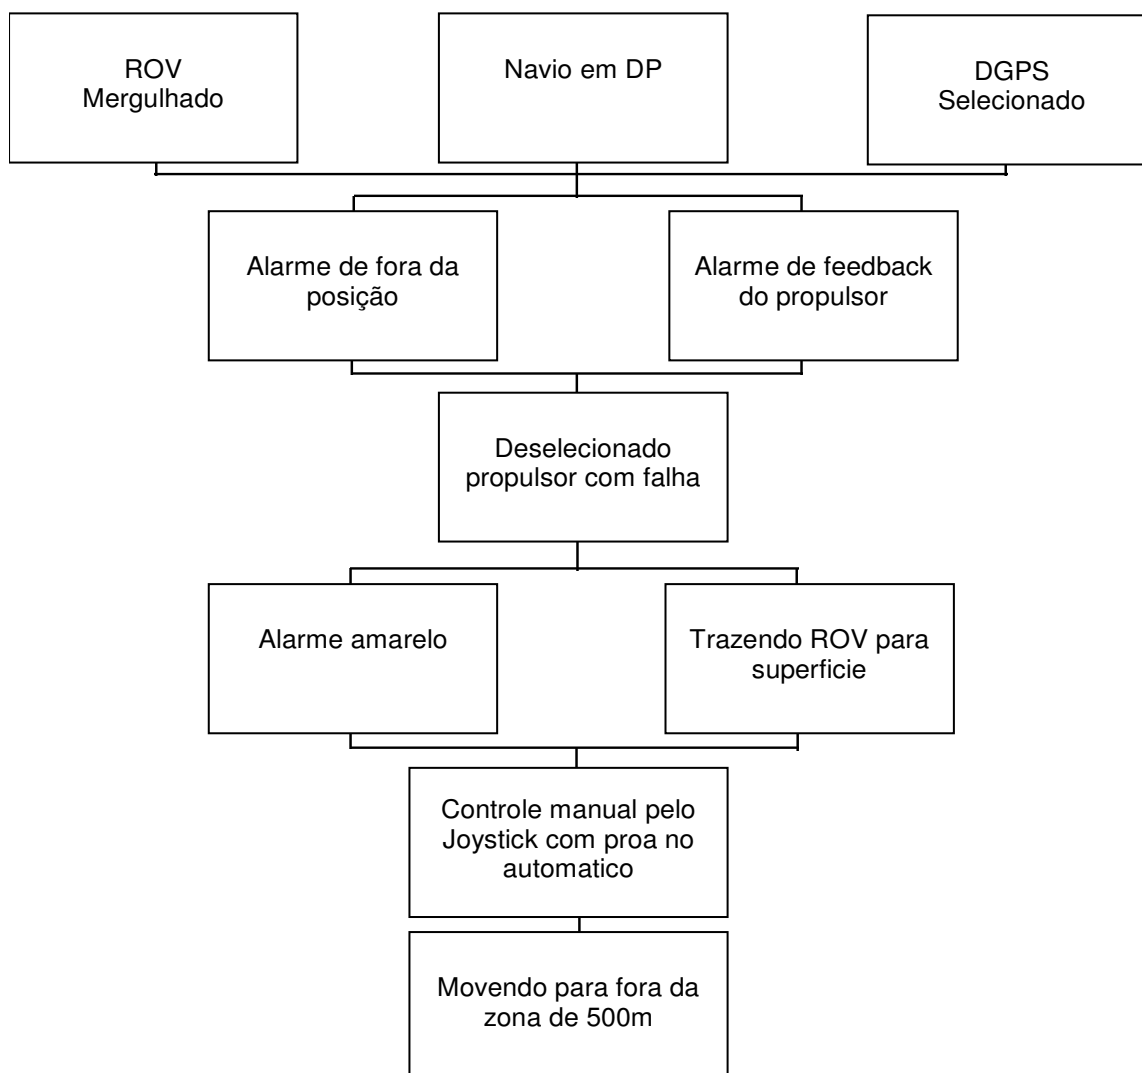 ROV
Mergulhado
Navio em DP
DGPS
Selecionado
Alarme de fora da
posição
Alarme de feedback
do propulsor
Deselecionado
propulsor com falha
Alarme amarelo
Trazendo ROV para
superficie
Controle manual pelo
Joystick com proa no
automatico
Movendo para fora da
zona de 500m